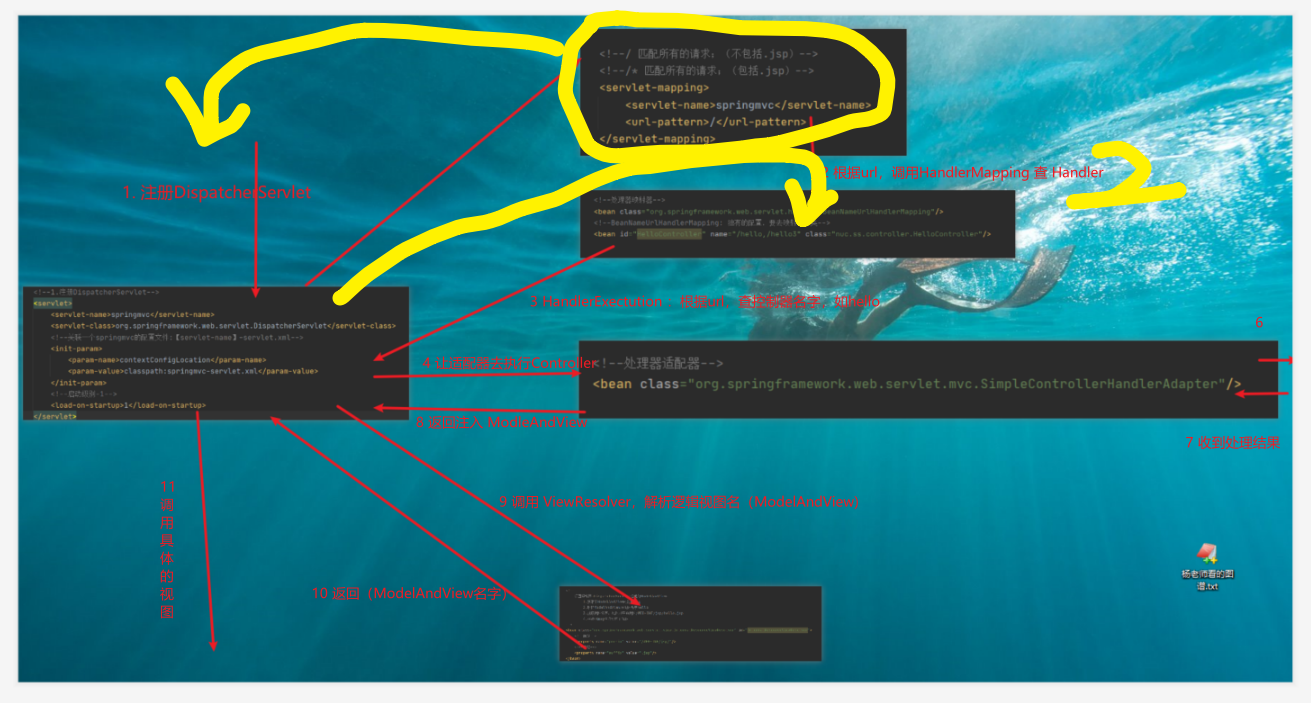 <!--/ 匹配所有的请求：（不包括.jsp）-->
<!--/* 匹配所有的请求：（包括.jsp）-->
<servlet-mapping>
<servlet-name>springmvc</servlet-name>
<url-pattern>/</url-pattern>
</servlet-mapping>
2
根据url，调用HandlerMapping 查 Handler
1. 注册DispatcherServlet
<!--处理器映射器-->
<bean class="org.springframework.web.servlet. BeanNameUrlHandlerMapping"/>
<bean id="HelloController" name="/hello,/hello2" class="nuc.ss.controller.HelloController"/>
<!--1.注册DispatcherServlet-->
<servlet>
<servlet-name>springmvc</servlet-name>
<servlet-class>org.springframework.web.servlet.DispatcherServlet</servlet-class>
<!--关联一个springmvc的配置文件:【servlet-name】-servlet.xml-->
<init-param>
<param-name>contextConfigLocation</param-name>
<param-value>classpath:springmvc-servlet.xml</param-value>
</init-param>
<!--启动级别-1-->
<load-on-startup>1</load-on-startup>
</servlet>
3 HandlerExecution ，根据url，查找控制器名字，如hello
6
4 让适配器去执行Controller
<!--处理器适配器-->
<bean class="org.springframework.web.servlet.mvc.SimpleControllerHandlerAdapter"/>
8 返回
7 收到处理结果
9 调用 ViewResolver，解析逻辑视图名（ModelAndView）
11
调
用
具
体
的
视
图
10 返回（ModelAndView名字）
杨老师看的图
谱.txt